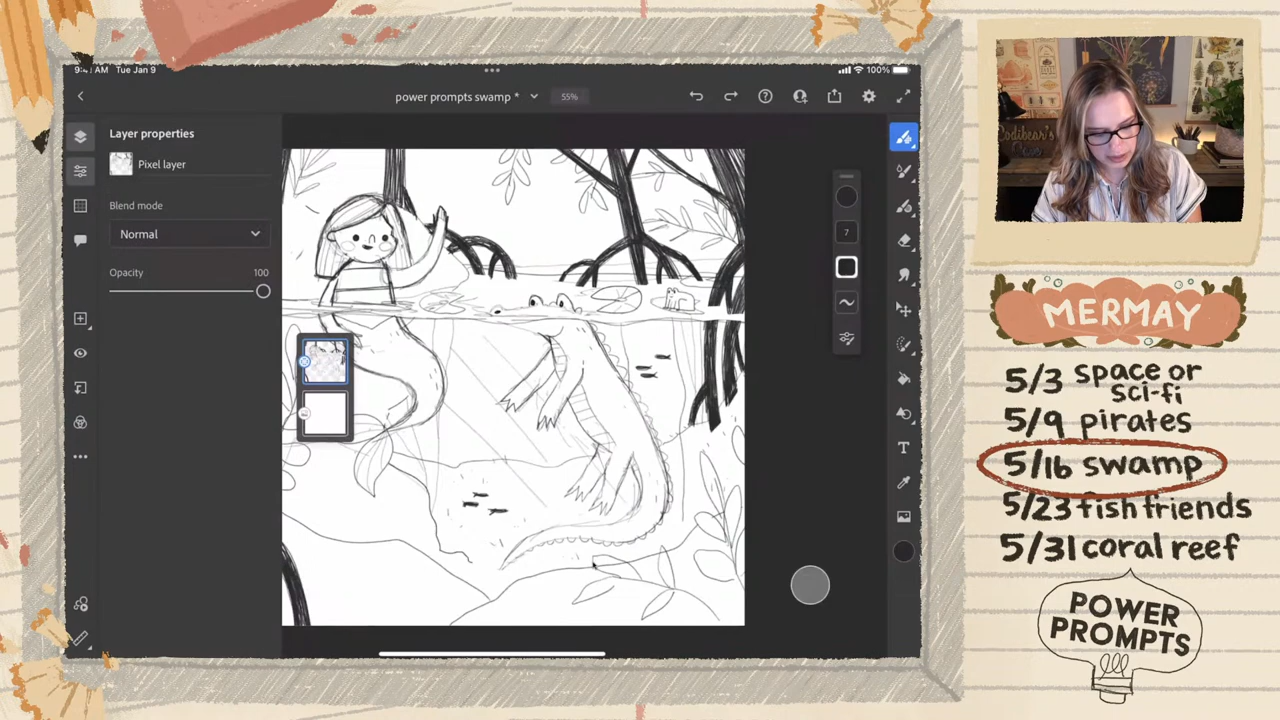 9:41 AM Tue Jan 9
100%
power prompts swamp *
55%
Layer properties
Pixel layer
Blend mode
Normal
Opacity
100
7
T
MERMAY
5/3 space or
sci-fi
5/9 pirates
5/16 swamp
5/23 fish friends
5/31 coral reef
POWER
PROMPTS